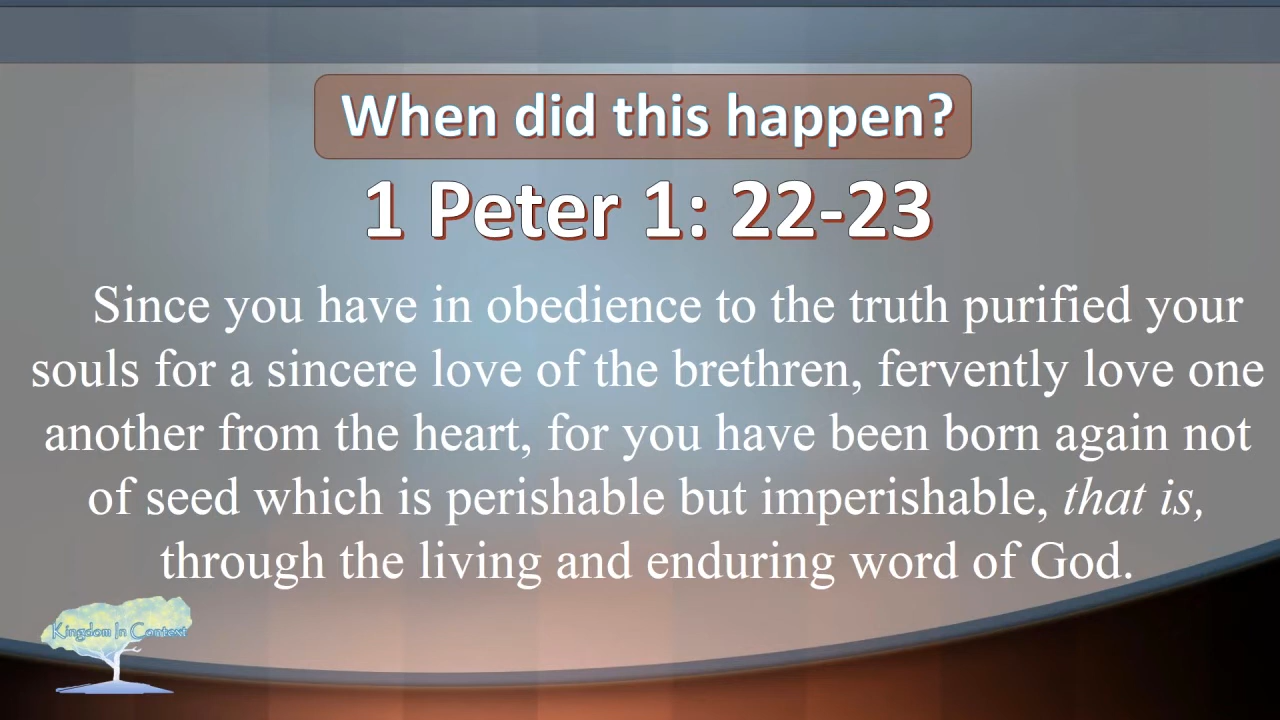 When did this happen?
1 Peter 1: 22-23
Since you have in obedience to the truth purified your
souls for a sincere love of the brethren, fervently love one
another from the heart, for you have been born again not
of seed which is perishable but imperishable, that is,
through the living and enduring word of God.
Kingdom In Context